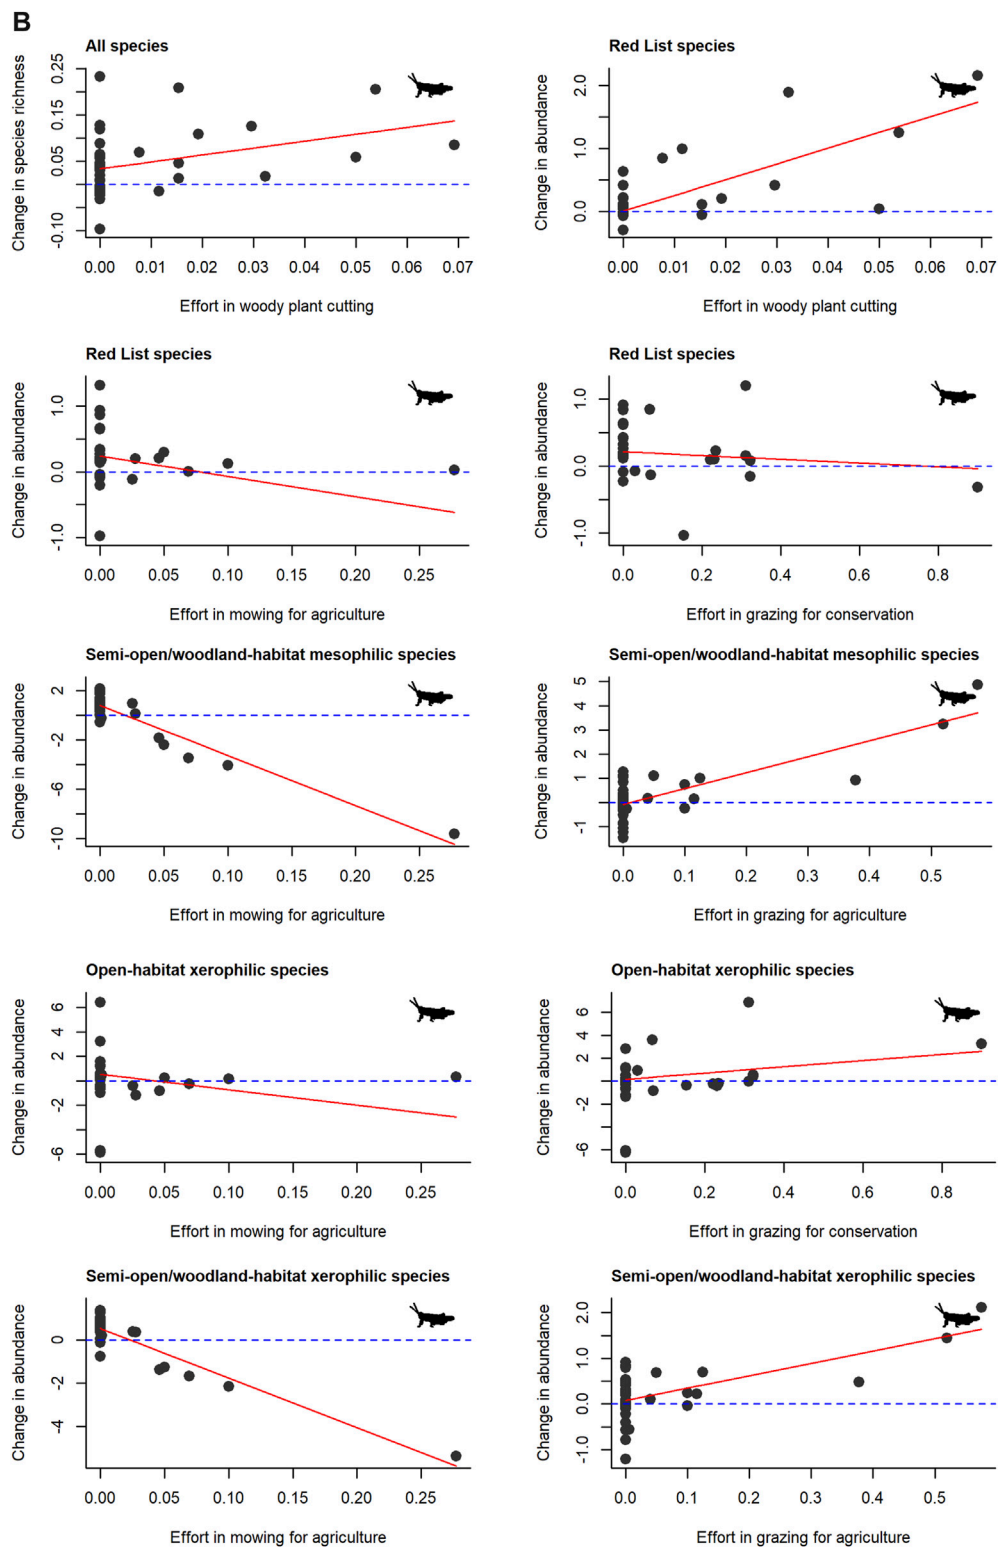 B
All species
Change in species richness
0.25
0.15
0.05
-0.10
0.00 0.01 0.02 0.03 0.04 0.05 0.06 0.07
Effort in woody plant cutting
Red List species
Change in abundance
2.0
1.0
0.0
0.00 0.01 0.02 0.03 0.04 0.05 0.06 0.07
Effort in woody plant cutting
Red List species
Change in abundance
1.0
0.0
-1.0
0.00 0.05 0.10 0.15 0.20 0.25
Effort in mowing for agriculture
Red List species
Change in abundance
1.0
0.0
-1.0
0.0 0.2 0.4 0.6 0.8
Effort in grazing for conservation
Semi-open/woodland-habitat mesophilic species
Change in abundance
2
-2
-6
-10
0.00 0.05 0.10 0.15 0.20 0.25
Effort in mowing for agriculture
Semi-open/woodland-habitat mesophilic species
Change in abundance
5
4
3
2
1
-1
0.0 0.1 0.2 0.3 0.4 0.5
Effort in grazing for agriculture
Open-habitat xerophilic species
Change in abundance
6
4
2
-2
-6
0.00 0.05 0.10 0.15 0.20 0.25
Effort in mowing for agriculture
Open-habitat xerophilic species
Change in abundance
6
4
2
-2
-6
0.0 0.2 0.4 0.6 0.8
Effort in grazing for conservation
Semi-open/woodland-habitat xerophilic species
Change in abundance
0
-2
-4
0.00 0.05 0.10 0.15 0.20 0.25
Effort in mowing for agriculture
Semi-open/woodland-habitat xerophilic species
Change in abundance
2.0
1.0
0.0
-1.0
0.0 0.1 0.2 0.3 0.4 0.5
Effort in grazing for agriculture